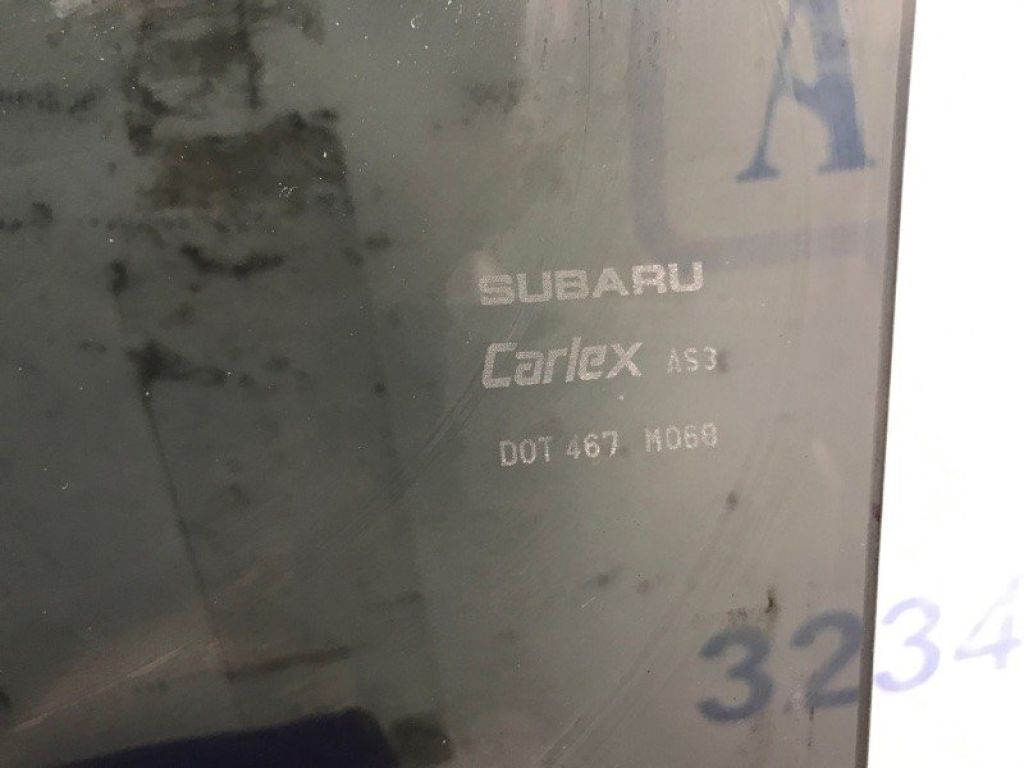 A
SUBARU
Carlex AS3
DOT 467 M068
3234